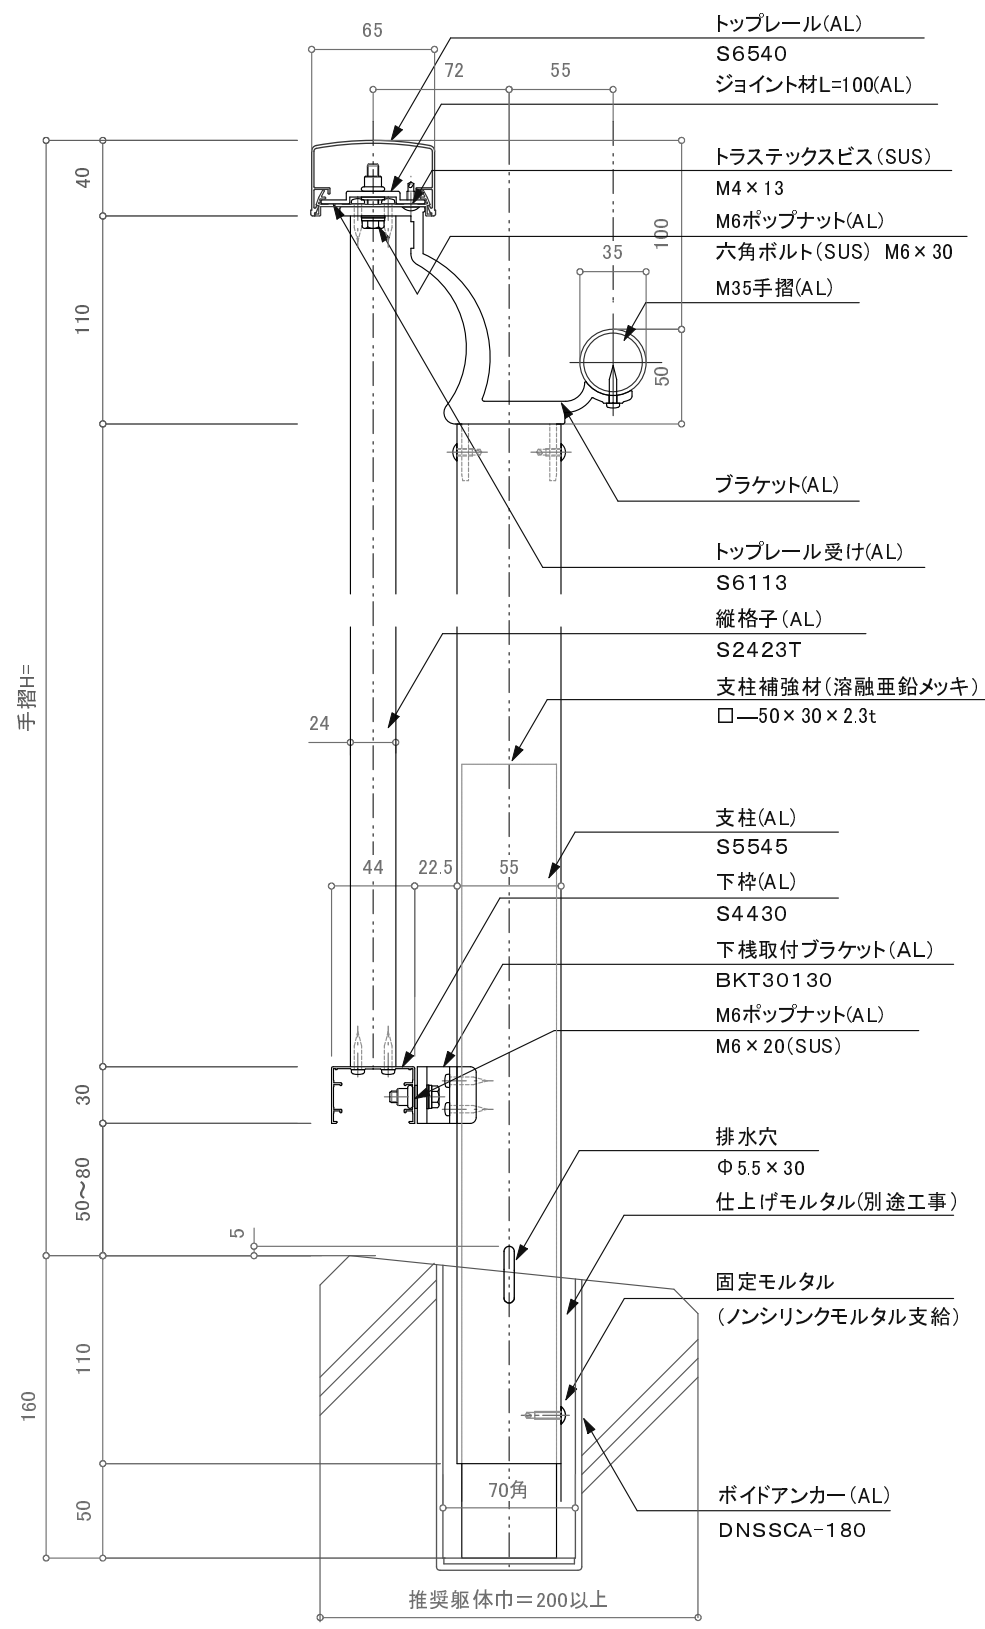 65
72
55
トップレール(AL)
S6540
ジョイント材L=100(AL)
トラステックスビス(SUS)
M4×13
M6ポップナット(AL)
六角ボルト(SUS) M6×30
M35手摺(AL)
40
110
100
35
50
ブラケット(AL)
トップレール受け(AL)
S6113
縦格子(AL)
S2423T
支柱補強材(溶融亜鉛メッキ)
□―50×30×2.3t
手摺H=
24
支柱(AL)
S5545
44
22.5
55
下枠(AL)
S4430
下桟取付ブラケット(AL)
BKT30130
M6ポップナット(AL)
M6×20(SUS)
30
50〜80
5
排水穴
Φ5.5×30
仕上げモルタル(別途工事)
固定モルタル
(ノンシリンクモルタル支給)
110
160
50
70角
ボイドアンカー(AL)
DNSSCA-180
推奨躯体巾=200以上